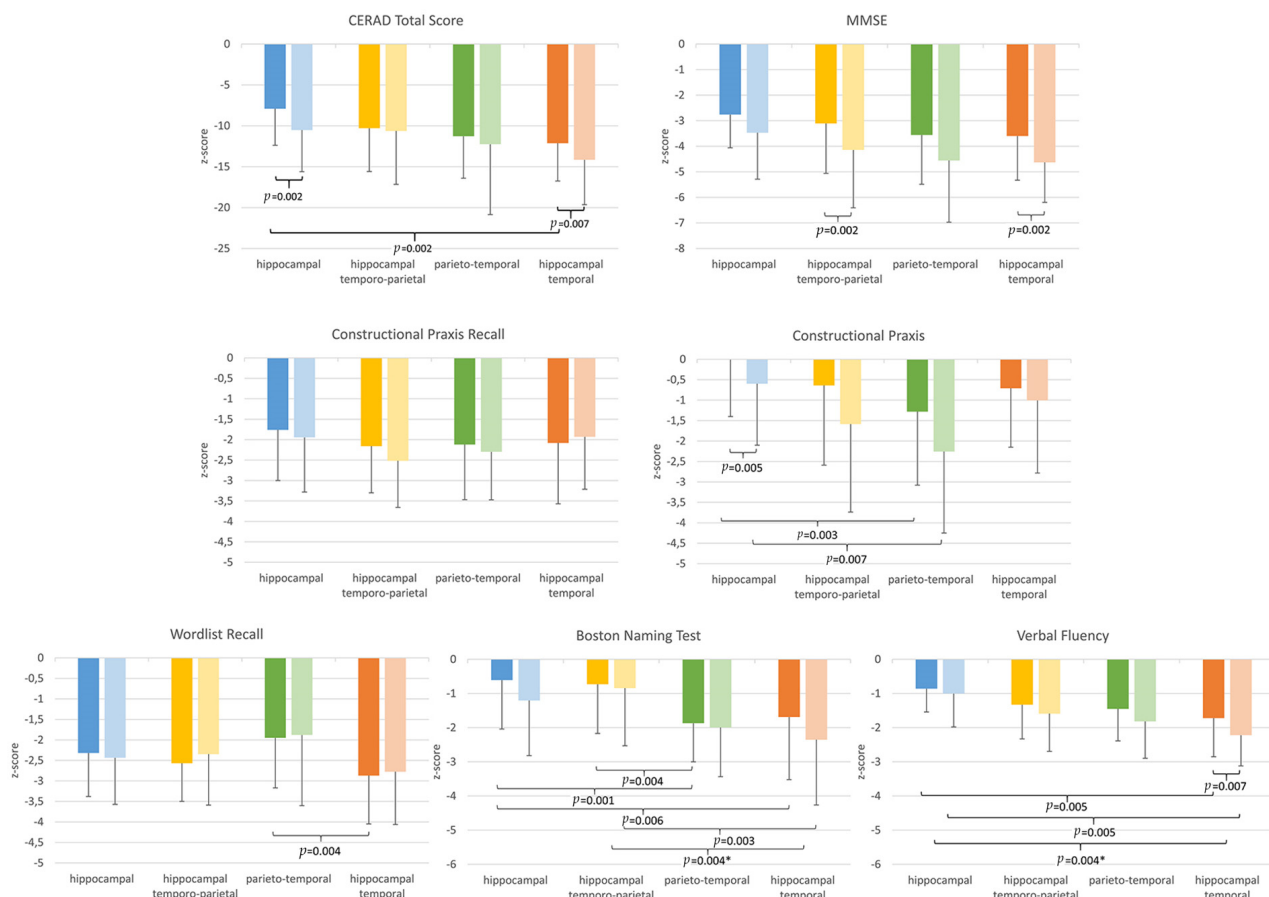 CERAD Total Score
0
-5
-10
-15
-20
-25
z-score
p=0.002
p=0.007
p=0.002
hippocampal
hippocampal
temporo-parietal
parieto-temporal
hippocampal
temporal
MMSE
0
-1
-2
-3
-4
-5
-6
-7
-8
z-score
p=0.002
p=0.002
hippocampal
hippocampal
temporo-parietal
parieto-temporal
hippocampal
temporal
Constructional Praxis Recall
0
-0,5
-1
-1,5
-2
-2,5
-3
-3,5
-4
-4,5
-5
z-score
hippocampal
hippocampal
temporo-parietal
parieto-temporal
hippocampal
temporal
Constructional Praxis
0
-0,5
-1
-1,5
-2
-2,5
-3
-3,5
-4
-4,5
-5
z-score
p=0.005
p=0.003
p=0.007
hippocampal
hippocampal
temporo-parietal
parieto-temporal
hippocampal
temporal
Wordlist Recall
0
-0,5
-1
-1,5
-2
-2,5
-3
-3,5
-4
-4,5
-5
z-score
p=0.004
hippocampal
hippocampal
temporo-parietal
parieto-temporal
hippocampal
temporal
Boston Naming Test
0
-1
-2
-3
-4
-5
-6
z-score
p=0.004
p=0.001
p=0.006
p=0.003
p=0.004*
hippocampal
hippocampal
temporo-parietal
parieto-temporal
hippocampal
temporal
Verbal Fluency
0
-1
-2
-3
-4
-5
-6
z-score
p=0.007
p=0.005
p=0.005
p=0.004*
hippocampal
hippocampal
temporo-parietal
parieto-temporal
hippocampal
temporal